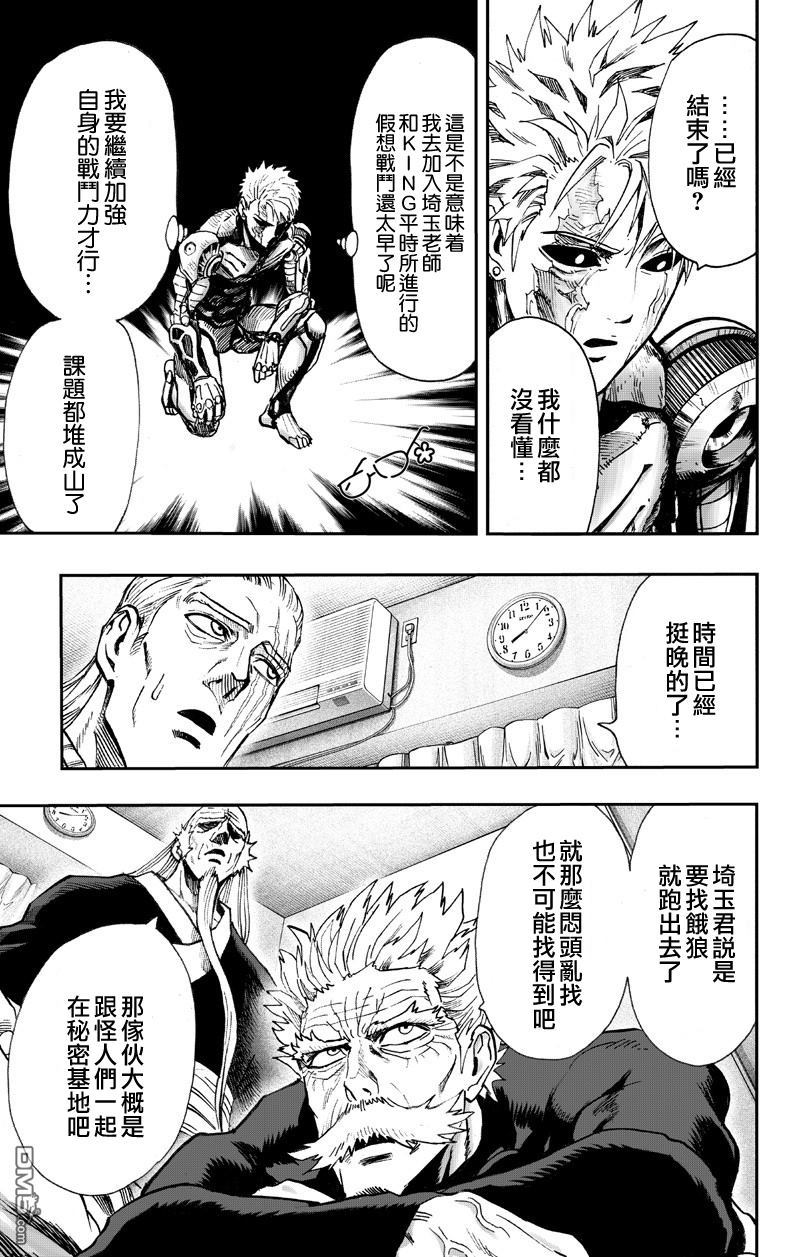 ……已經
結束了嗎?
我什麼都
沒看懂…
這是不是意味着
我去加入埼玉老師
和KING平時所進行的
假想戰鬥還太早了呢
我要繼續加強
自身的戰鬥力才行…
課題都堆成山了
時間已經
挺晚的了…
埼玉君説是
要找餓狼
就跑出去了
就那麼悶頭亂找
也不可能找得到吧
那傢伙大概是
跟怪人們一起
在秘密基地吧
DM5.com